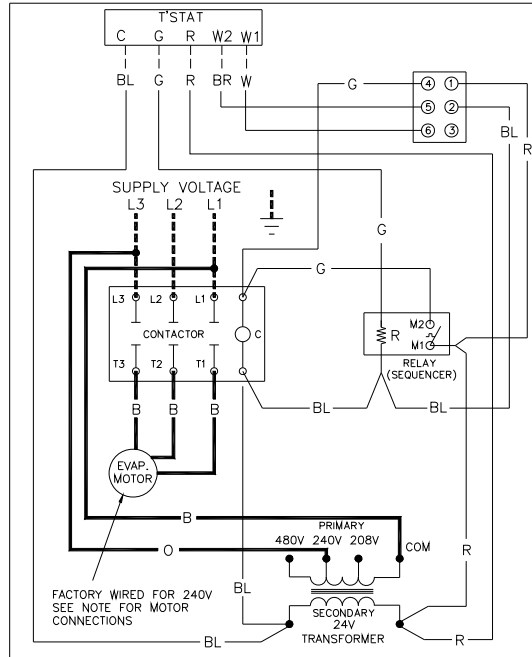 T'STAT
C G R W2 W1
BL G R BR W
G
4 1
5 2
6 3
BL
R
SUPPLY VOLTAGE
L3 L2 L1
G
G
L3 L2 L1
CONTACTOR
C
T3 T2 T1
R
M2
M1
RELAY
(SEQUENCER)
B B B
BL
BL
EVAP.
MOTOR
B
PRIMARY
480V 240V 208V COM
O
R
FACTORY WIRED FOR 240V
SEE NOTE FOR MOTOR
CONNECTIONS
BL
SECONDARY
24V
TRANSFORMER
BL
R